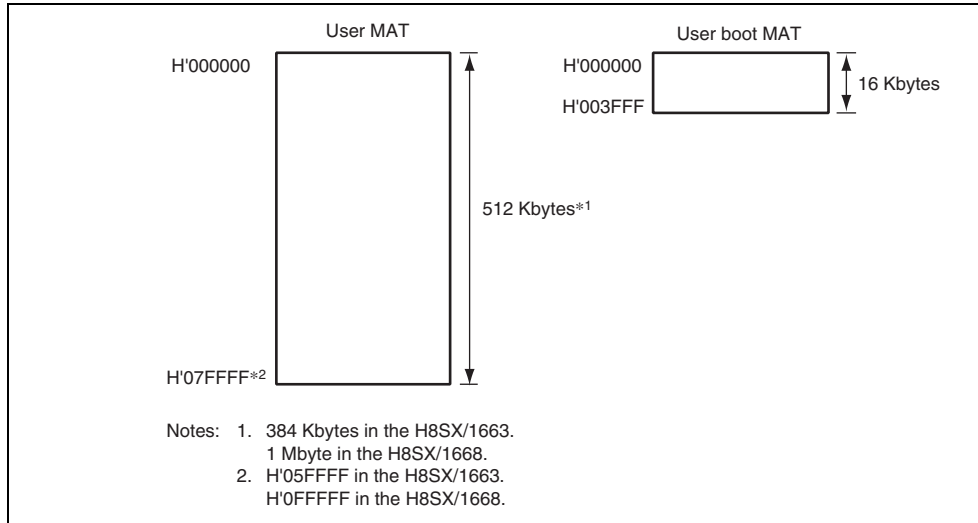 User MAT
H'000000
512 Kbytes*1
H'07FFFF*2
User boot MAT
H'000000
16 Kbytes
H'003FFF
Notes: 1. 384 Kbytes in the H8SX/1663.
1 Mbyte in the H8SX/1668.
2. H'05FFFF in the H8SX/1663.
H'0FFFFF in the H8SX/1668.